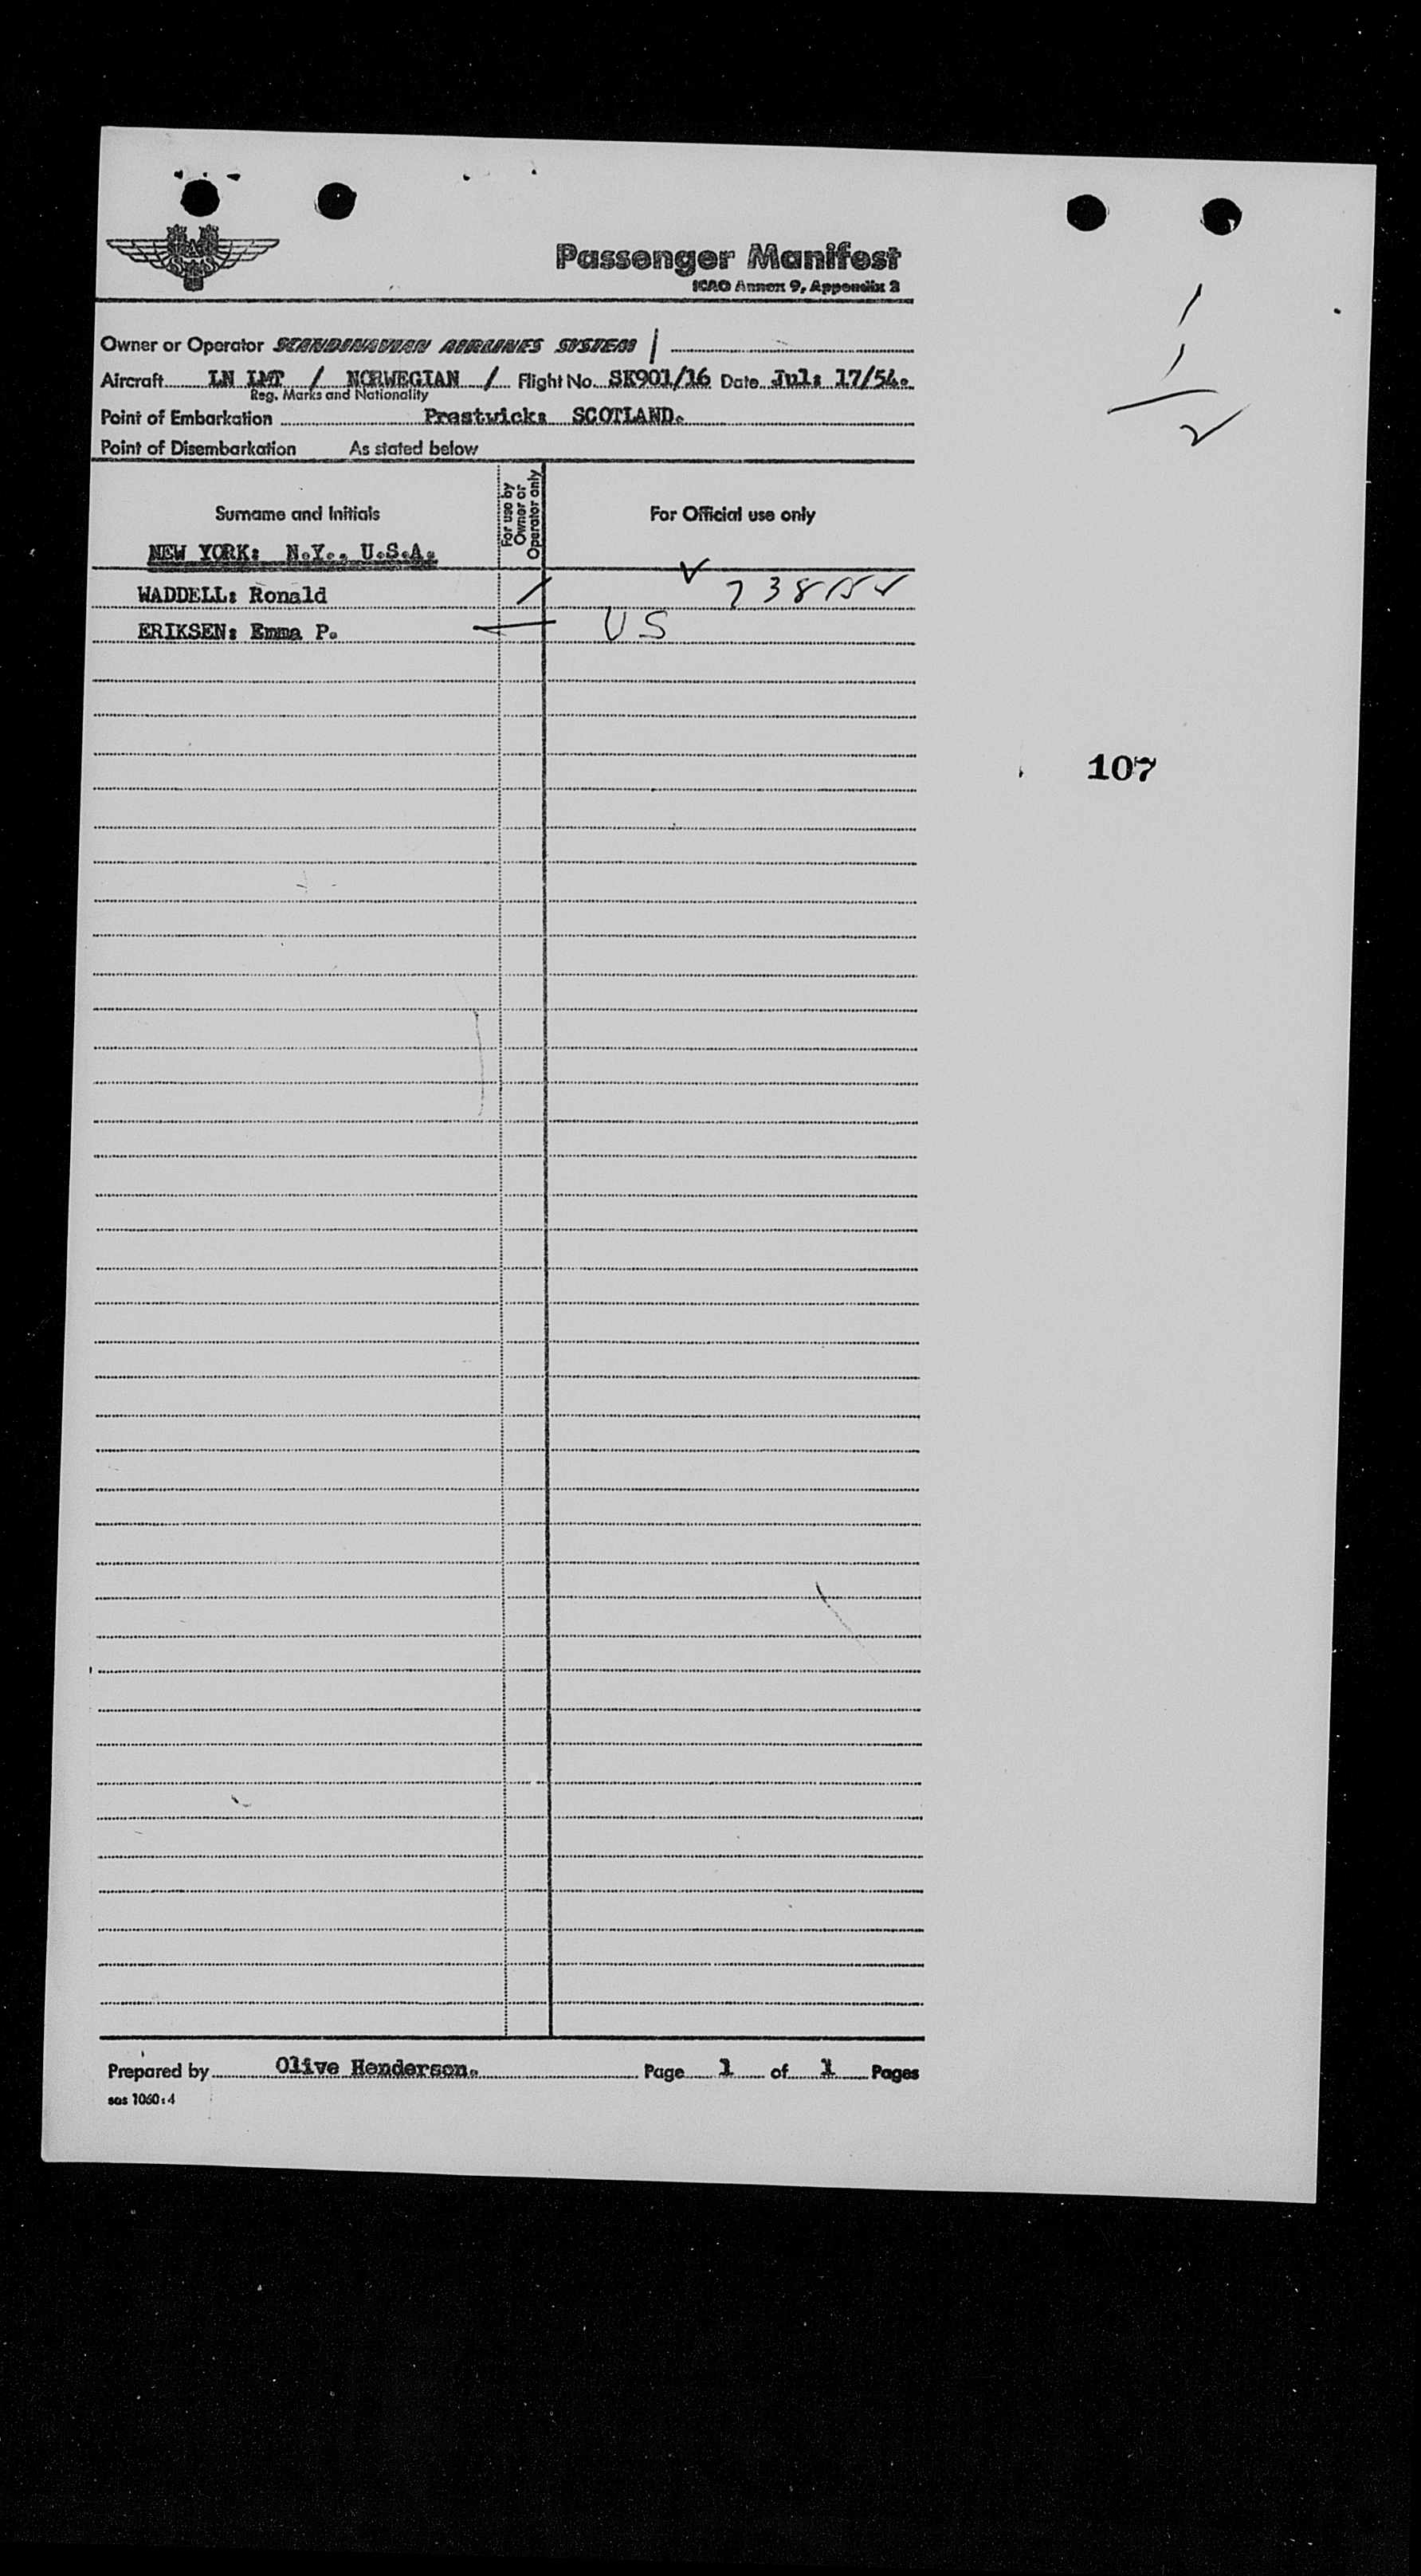 Passenger Manifest
ICAO Annex 9, Appendix 2
Owner or Operator SCANDINAVIAN AIRLINES SYSTEM
Aircraft LN LMT / NORWEGIAN / Flight No. SK901/16 Date Jul: 17/54.
Reg. Marks and Nationality
Point of Embarkation Prestwick: SCOTLAND.
Point of Disembarkation As stated below
Surname and Initials
For use by Owner or Operator only
For Official use only
NEW YORK: N.Y., U.S.A.
WADDELL: Ronald
ERIKSEN: Emma P. US
107
Prepared by Olive Henderson. Page 1 of 1 Pages
sas 1060:4